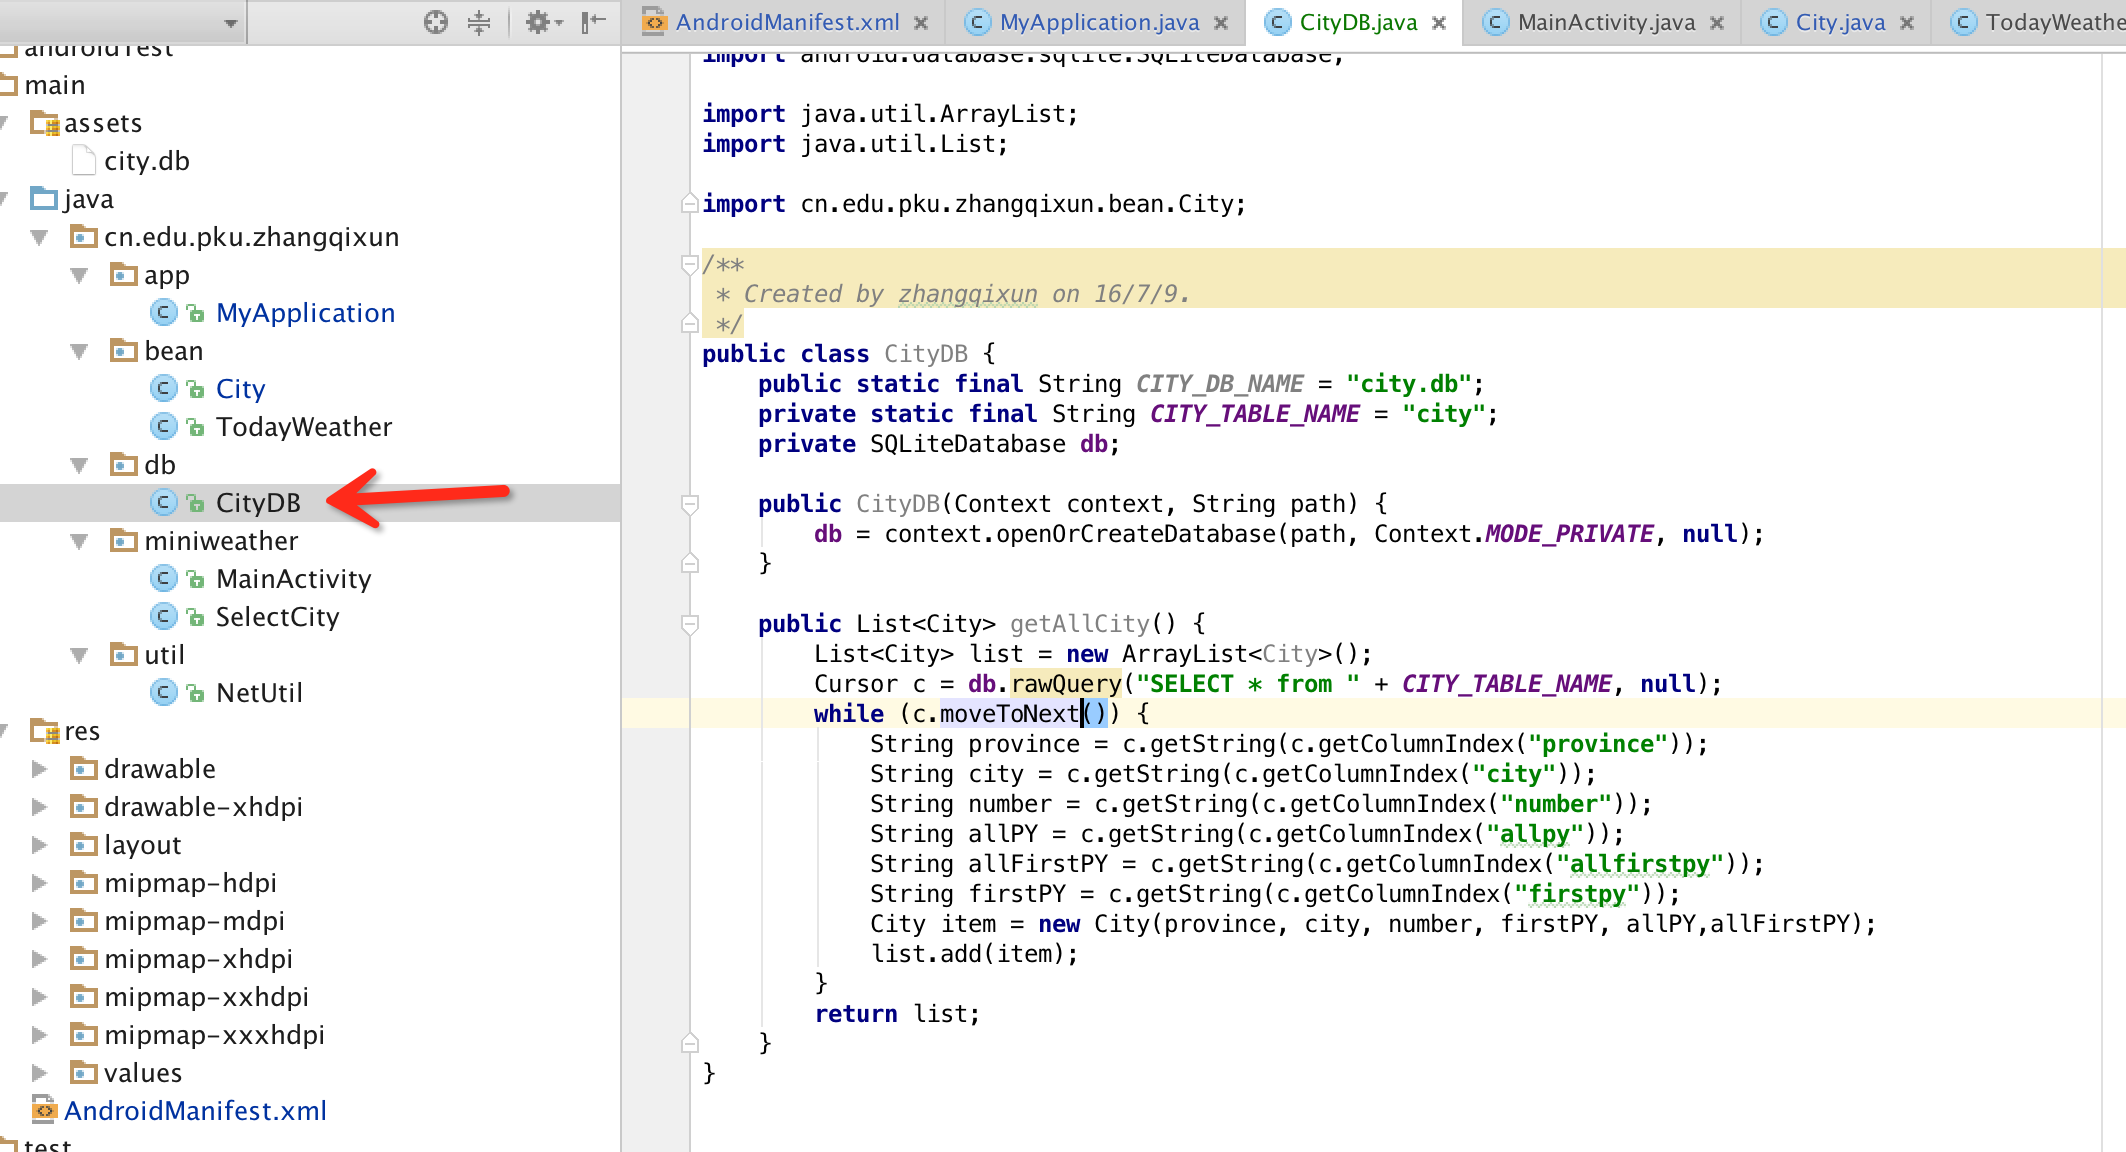 androidTest
main
assets
city.db
java
cn.edu.pku.zhangqixun
app
MyApplication
bean
City
TodayWeather
db
CityDB
miniweather
MainActivity
SelectCity
util
NetUtil
res
drawable
drawable-xhdpi
layout
mipmap-hdpi
mipmap-mdpi
mipmap-xhdpi
mipmap-xxhdpi
mipmap-xxxhdpi
values
AndroidManifest.xml
test
AndroidManifest.xml MyApplication.java CityDB.java MainActivity.java City.java TodayWeathe
import android.database.sqlite.SQLiteDatabase;
import java.util.ArrayList;
import java.util.List;
import cn.edu.pku.zhangqixun.bean.City;
/**
* Created by zhangqixun on 16/7/9.
*/
public class CityDB {
public static final String CITY_DB_NAME = "city.db";
private static final String CITY_TABLE_NAME = "city";
private SQLiteDatabase db;
public CityDB(Context context, String path) {
db = context.openOrCreateDatabase(path, Context.MODE_PRIVATE, null);
}
public List<City> getAllCity() {
List<City> list = new ArrayList<City>();
Cursor c = db.rawQuery("SELECT * from " + CITY_TABLE_NAME, null);
while (c.moveToNext()) {
String province = c.getString(c.getColumnIndex("province"));
String city = c.getString(c.getColumnIndex("city"));
String number = c.getString(c.getColumnIndex("number"));
String allPY = c.getString(c.getColumnIndex("allpy"));
String allFirstPY = c.getString(c.getColumnIndex("allfirstpy"));
String firstPY = c.getString(c.getColumnIndex("firstpy"));
City item = new City(province, city, number, firstPY, allPY,allFirstPY);
list.add(item);
}
return list;
}
}